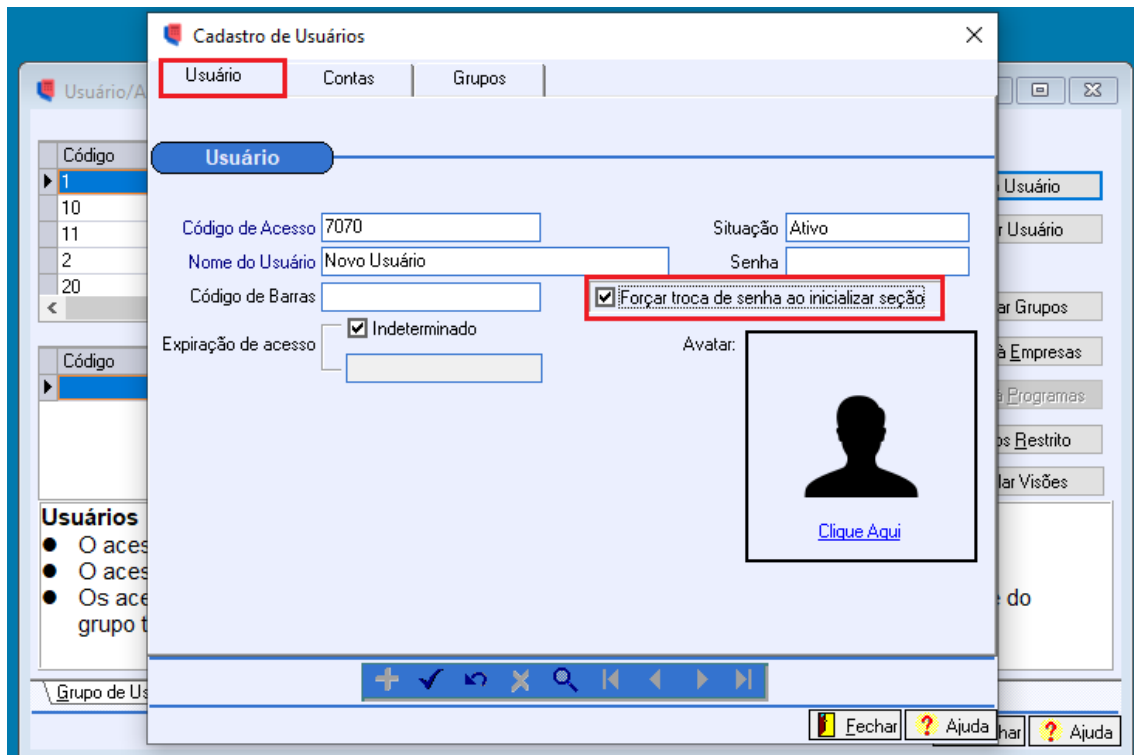 Cadastro de Usuários
Usuário Contas Grupos
Usuário
Código de Acesso 7070 Situação Ativo
Nome do Usuário Novo Usuário Senha
Código de Barras Forçar troca de senha ao inicializar seção
Indeterminado
Expiração de acesso Avatar:
Clique Aqui
Fechar Ajuda
Usuário/A
Código
1
10
11
2
20
Código
Usuário
r Usuário
ar Grupos
à Empresas
à Programas
os Restrito
lar Visões
Usuários
O aces
O aces
Os ace do
grupo t
Grupo de Us
har Ajuda